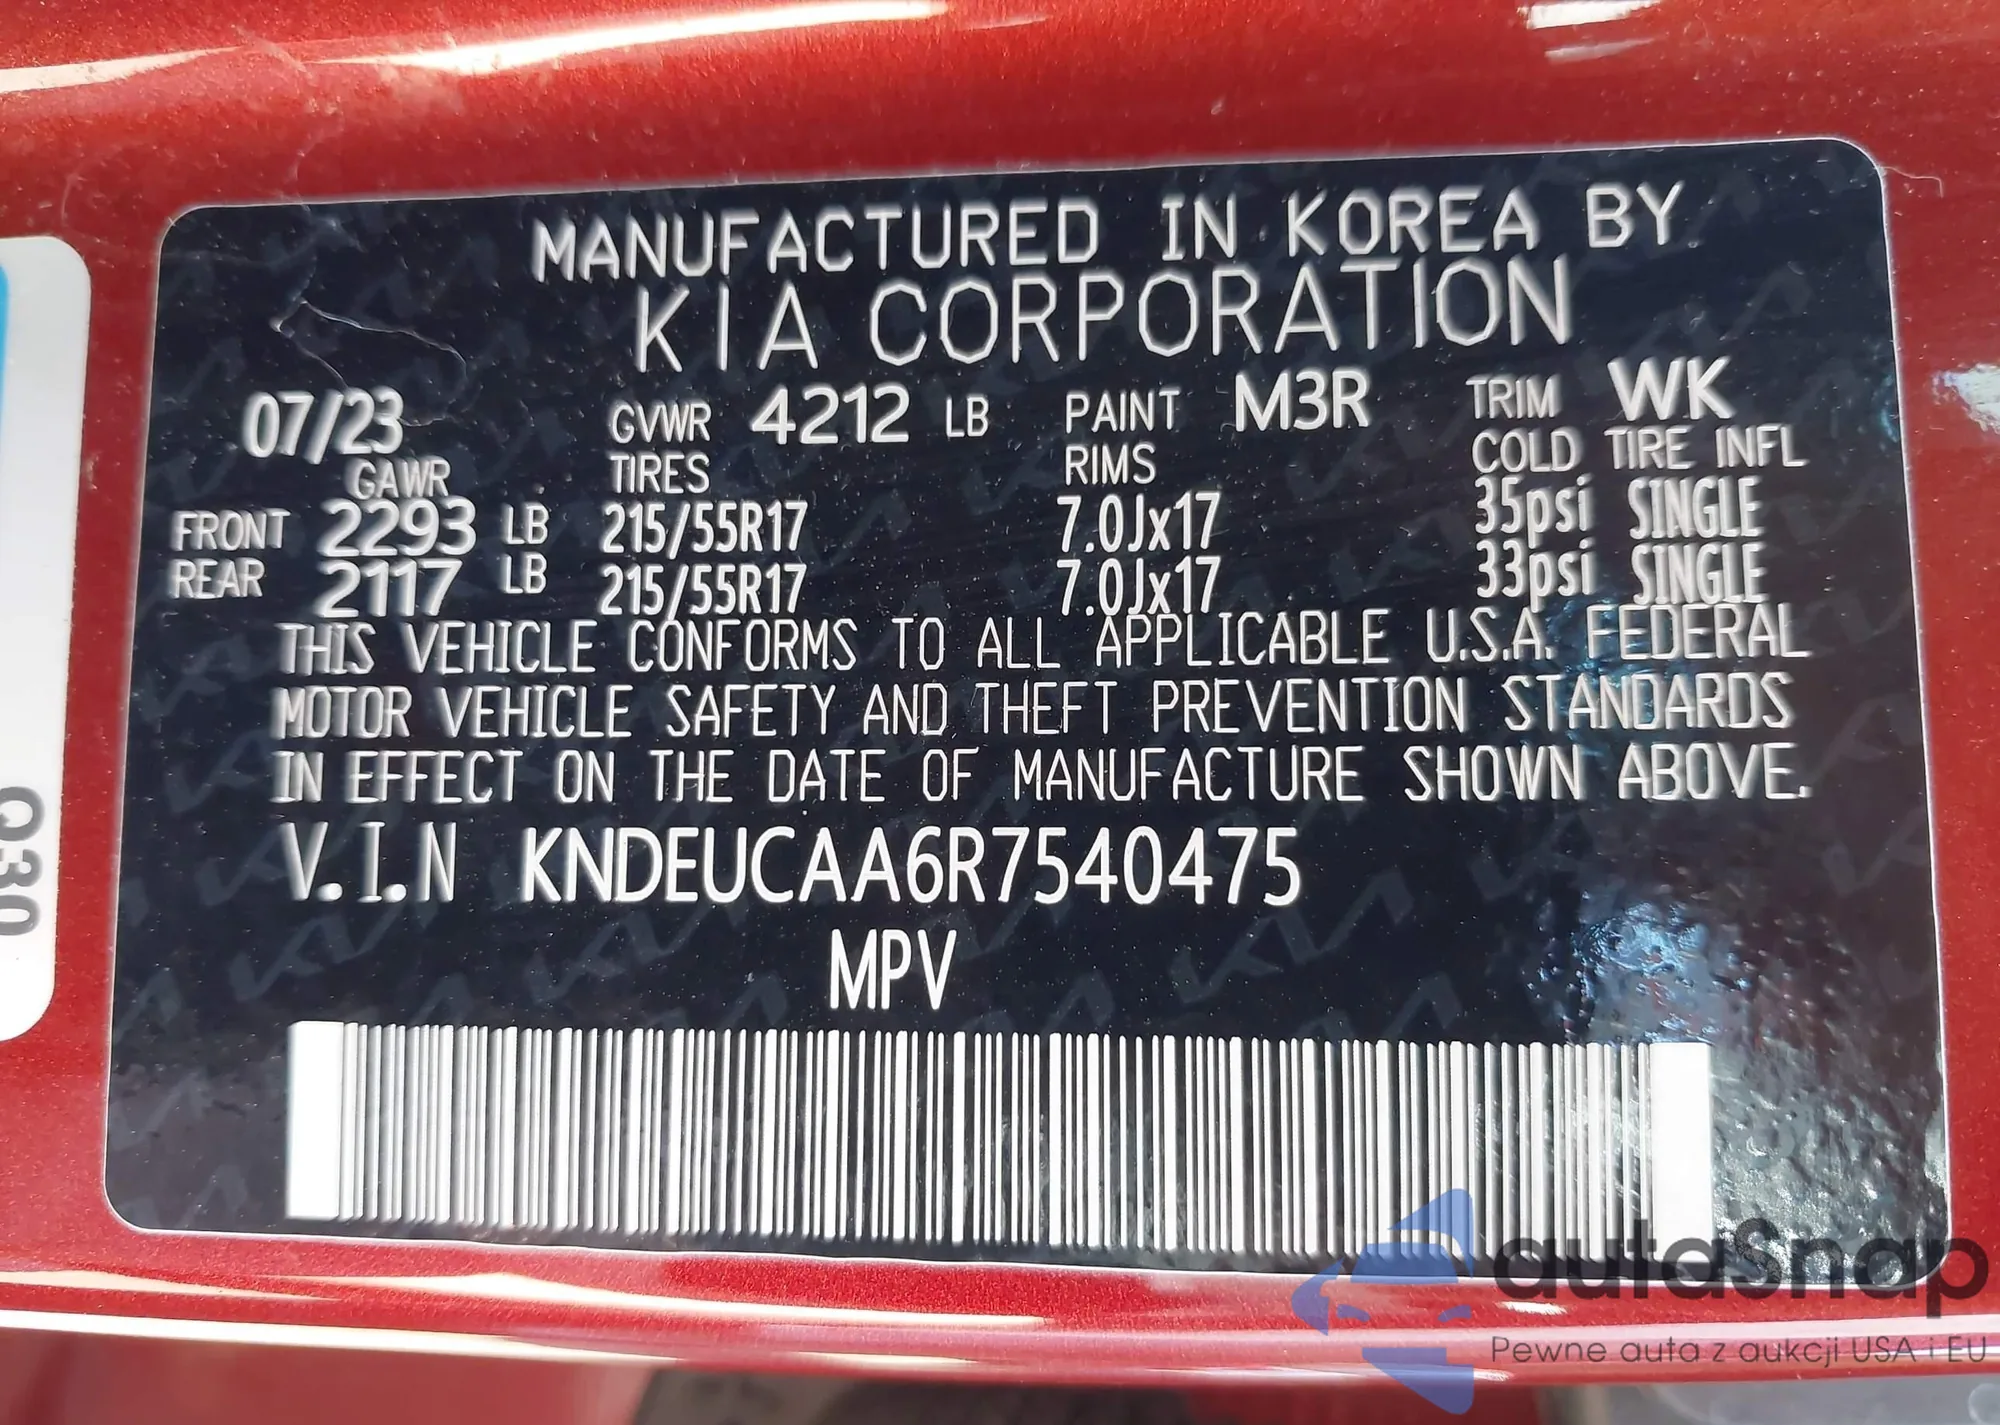 MANUFACTURED IN KOREA BY
KIA CORPORATION
07/23 GVWR 4212 LB PAINT M3R TRIM WK
GAWR TIRES RIMS COLD TIRE INFL
FRONT 2293 LB 215/55R17 7.0Jx17 35psi SINGLE
REAR 2117 LB 215/55R17 7.0Jx17 33psi SINGLE
THIS VEHICLE CONFORMS TO ALL APPLICABLE U.S.A. FEDERAL
MOTOR VEHICLE SAFETY AND THEFT PREVENTION STANDARDS
IN EFFECT ON THE DATE OF MANUFACTURE SHOWN ABOVE.
V.I.N KNDEUCAA6R7540475
MPV
Q30
autaSnap
Pewne auta z aukcji USA i EU